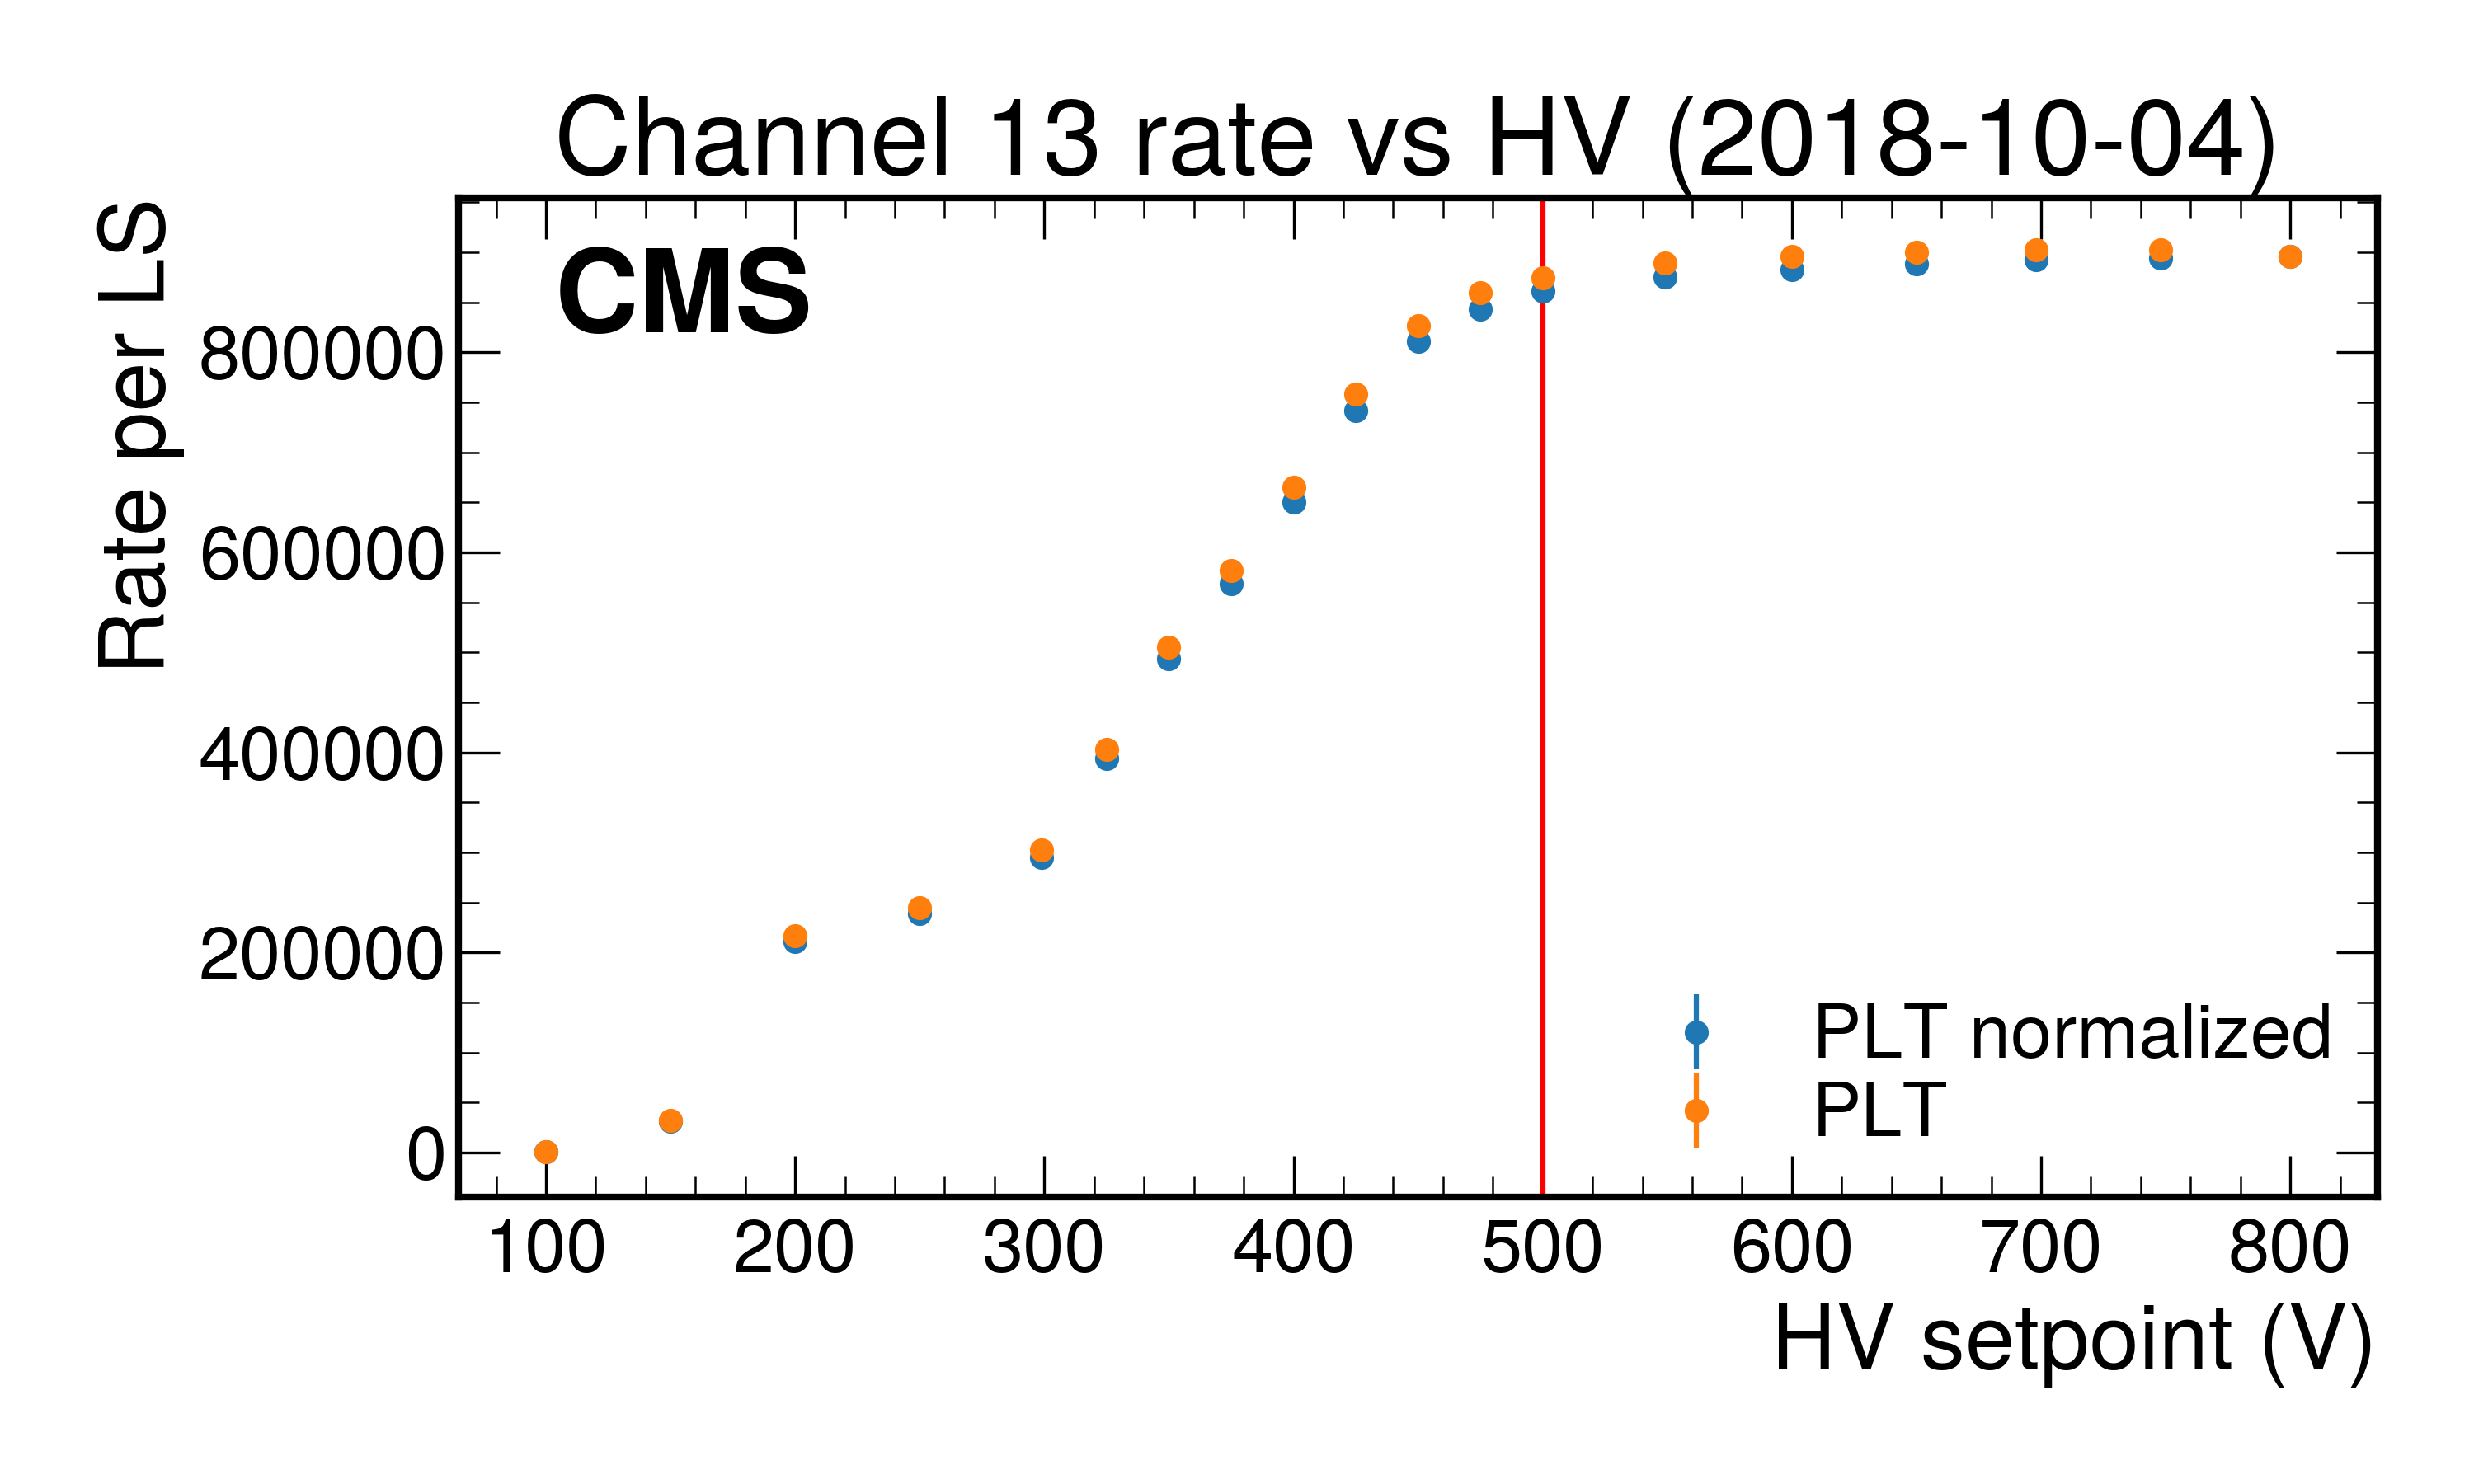 Channel 13 rate vs HV (2018-10-04)
CMS
Rate per LS
800000
600000
400000
200000
0
PLT normalized
PLT
100 200 300 400 500 600 700 800
HV setpoint (V)